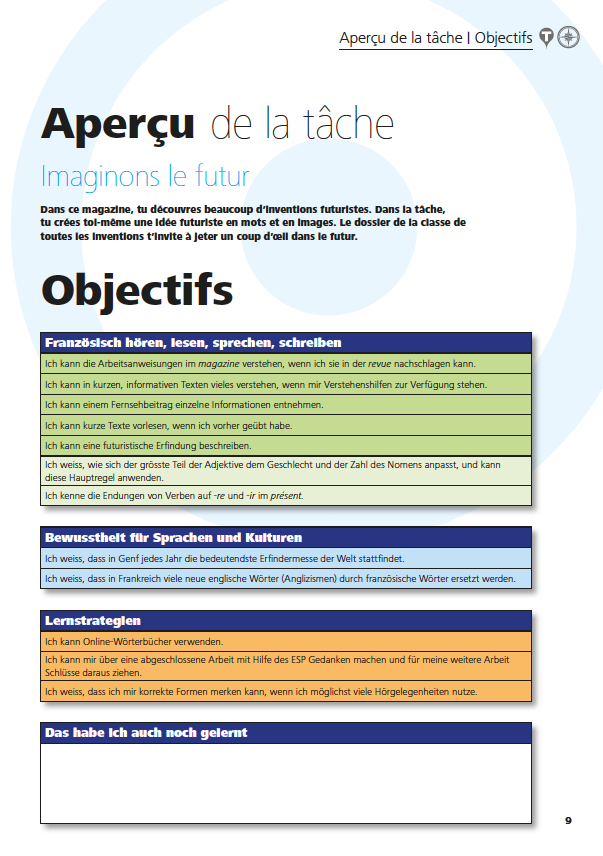 Aperçu de la tâche | Objectifs T
Aperçu de la tâche
Imaginons le futur
Dans ce magazine, tu découvres beaucoup d'inventions futuristes. Dans la tâche,
tu crées toi-même une idée futuriste en mots et en images. Le dossier de la classe de
toutes les inventions t'invite à jeter un coup d'œil dans le futur.
Objectifs
Französisch hören, lesen, sprechen, schreiben
Ich kann die Arbeitsanweisungen im magazine verstehen, wenn ich sie in der revue nachschlagen kann.
Ich kann in kurzen, informativen Texten vieles verstehen, wenn mir Verstehenshilfen zur Verfügung stehen.
Ich kann einem Fernsehbeitrag einzelne Informationen entnehmen.
Ich kann kurze Texte vorlesen, wenn ich vorher geübt habe.
Ich kann eine futuristische Erfindung beschreiben.
Ich weiss, wie sich der grösste Teil der Adjektive dem Geschlecht und der Zahl des Nomens anpasst, und kann
diese Hauptregel anwenden.
Ich kenne die Endungen von Verben auf -re und -ir im présent.
Bewusstheit für Sprachen und Kulturen
Ich weiss, dass in Genf jedes Jahr die bedeutendste Erfindermesse der Welt stattfindet.
Ich weiss, dass in Frankreich viele neue englische Wörter (Anglizismen) durch französische Wörter ersetzt werden.
Lernstrategien
Ich kann Online-Wörterbücher verwenden.
Ich kann mir über eine abgeschlossene Arbeit mit Hilfe des ESP Gedanken machen und für meine weitere Arbeit
Schlüsse daraus ziehen.
Ich weiss, dass ich mir korrekte Formen merken kann, wenn ich möglichst viele Hörgelegenheiten nutze.
Das habe ich auch noch gelernt
9